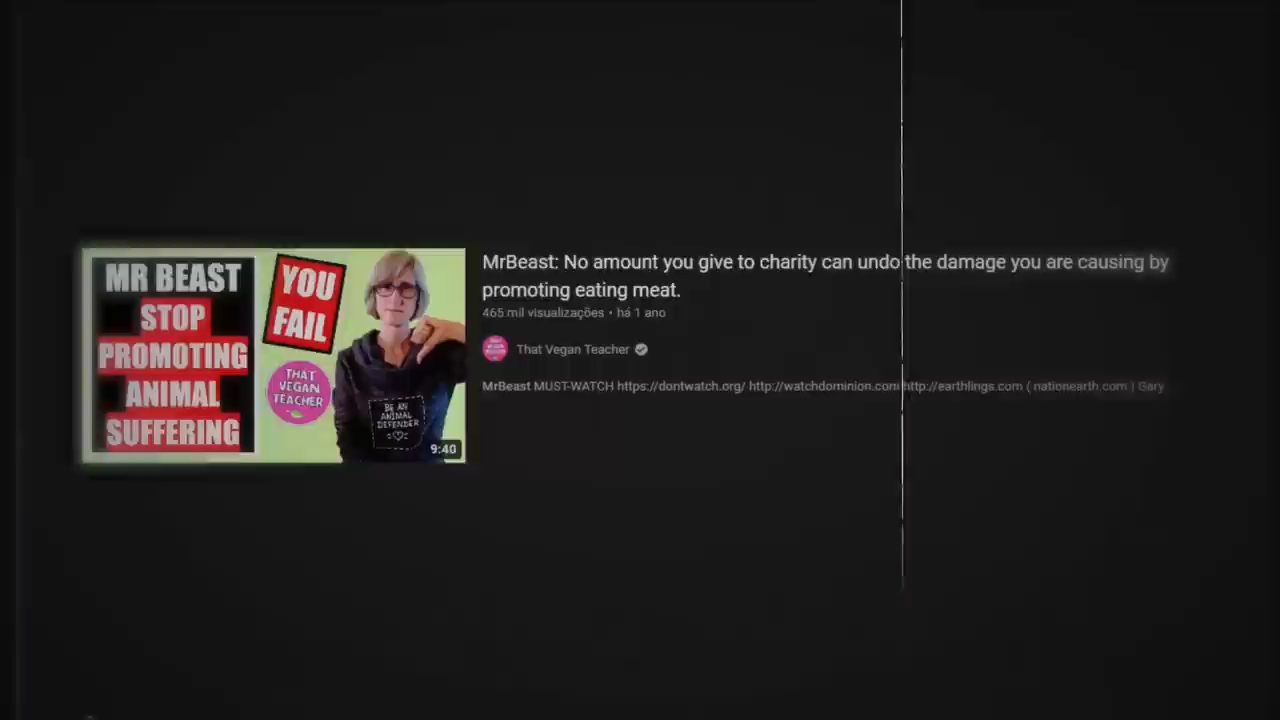 MR BEAST
STOP
PROMOTING
ANIMAL
SUFFERING
YOU
FAIL
THAT
VEGAN
TEACHER
BE AN
ANIMAL
DEFENDER
9:40
MrBeast: No amount you give to charity can undo the damage you are causing by
promoting eating meat.
465 mil visualizações • há 1 ano
That Vegan Teacher
MrBeast MUST-WATCH https://dontwatch.org/ http://watchdominion.com http://earthlings.com ( nationearth.com ) Gary